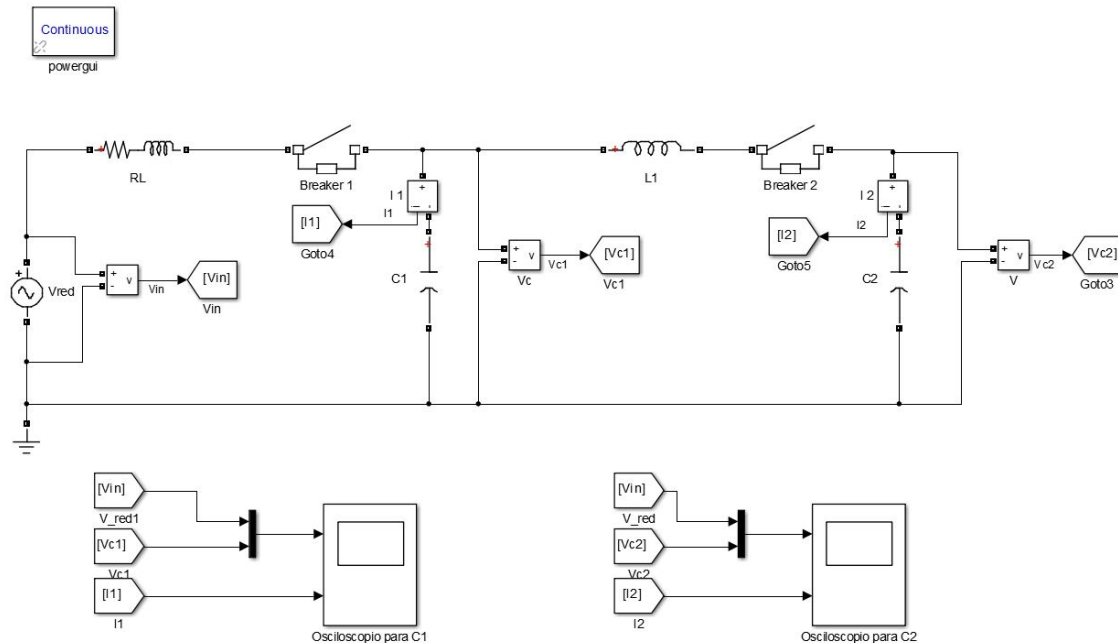 Continuous
powergui
RL
Breaker 1
L1
Breaker 2
+
I 1
I1
[I1]
Goto4
+
I 2
I2
[I2]
Goto5
+
Vred
+
-
v
Vin
[Vin]
Vin
C1
+
-
v
Vc
Vc1
[Vc1]
Vc1
C2
+
-
v
V
Vc2
[Vc2]
Goto3
[Vin]
V_red1
[Vc1]
Vc1
[I1]
I1
Osciloscopio para C1
[Vin]
V_red
[Vc2]
Vc2
[I2]
I2
Osciloscopio para C2